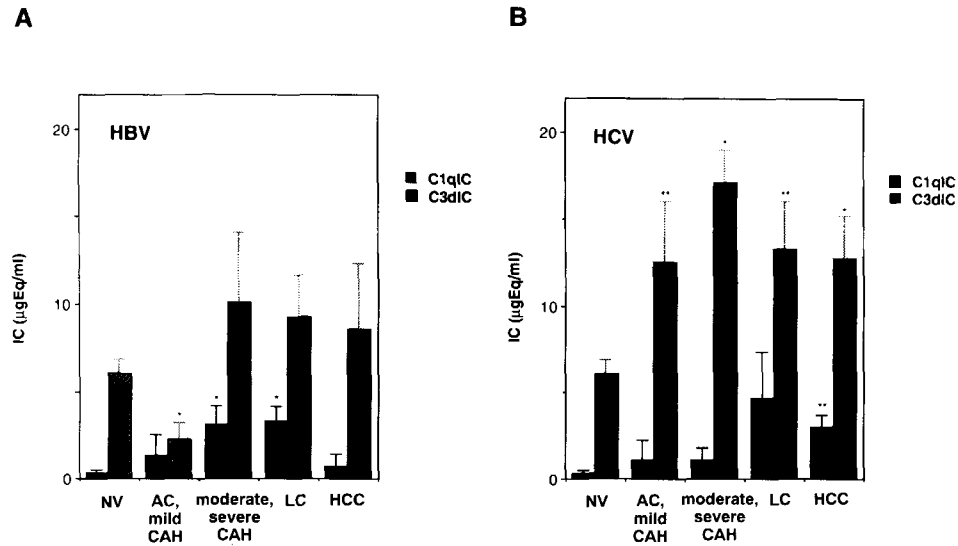 A
HBV
C1qIC
C3dIC
IC (µgEq/ml)
20
10
0
*
*
*
NV
AC,
mild
CAH
moderate,
severe
CAH
LC
HCC
B
HCV
C1qIC
C3dIC
IC (µgEq/ml)
20
10
0
**
*
**
**
*
NV
AC,
mild
CAH
moderate,
severe
CAH
LC
HCC